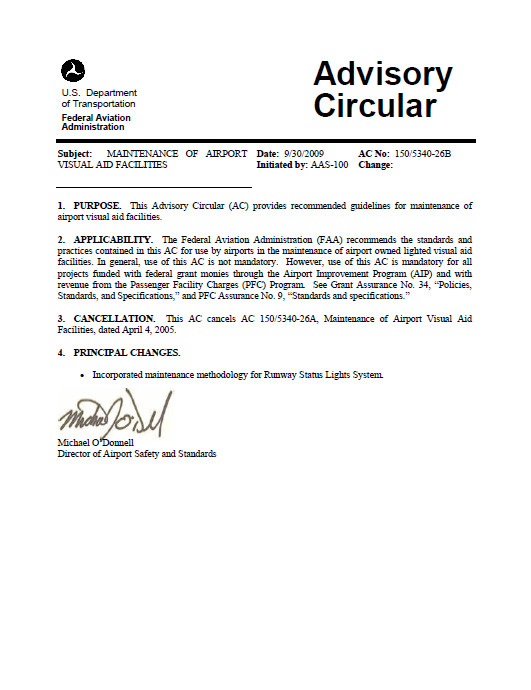 Advisory
Circular
U.S. Department
of Transportation
Federal Aviation
Administration
Subject: MAINTENANCE OF AIRPORT
VISUAL AID FACILITIES
Date: 9/30/2009
Initiated by: AAS-100
AC No: 150/5340-26B
Change:
1. PURPOSE. This Advisory Circular (AC) provides recommended guidelines for maintenance of
airport visual aid facilities.
2. APPLICABILITY. The Federal Aviation Administration (FAA) recommends the standards and
practices contained in this AC for use by airports in the maintenance of airport owned lighted visual aid
facilities. In general, use of this AC is not mandatory. However, use of this AC is mandatory for all
projects funded with federal grant monies through the Airport Improvement Program (AIP) and with
revenue from the Passenger Facility Charges (PFC) Program. See Grant Assurance No. 34, “Policies,
Standards, and Specifications,” and PFC Assurance No. 9, “Standards and specifications.”
3. CANCELLATION. This AC cancels AC 150/5340-26A, Maintenance of Airport Visual Aid
Facilities, dated April 4, 2005.
4. PRINCIPAL CHANGES.
• Incorporated maintenance methodology for Runway Status Lights System.
Michael O'Donnell
Michael O'Donnell
Director of Airport Safety and Standards